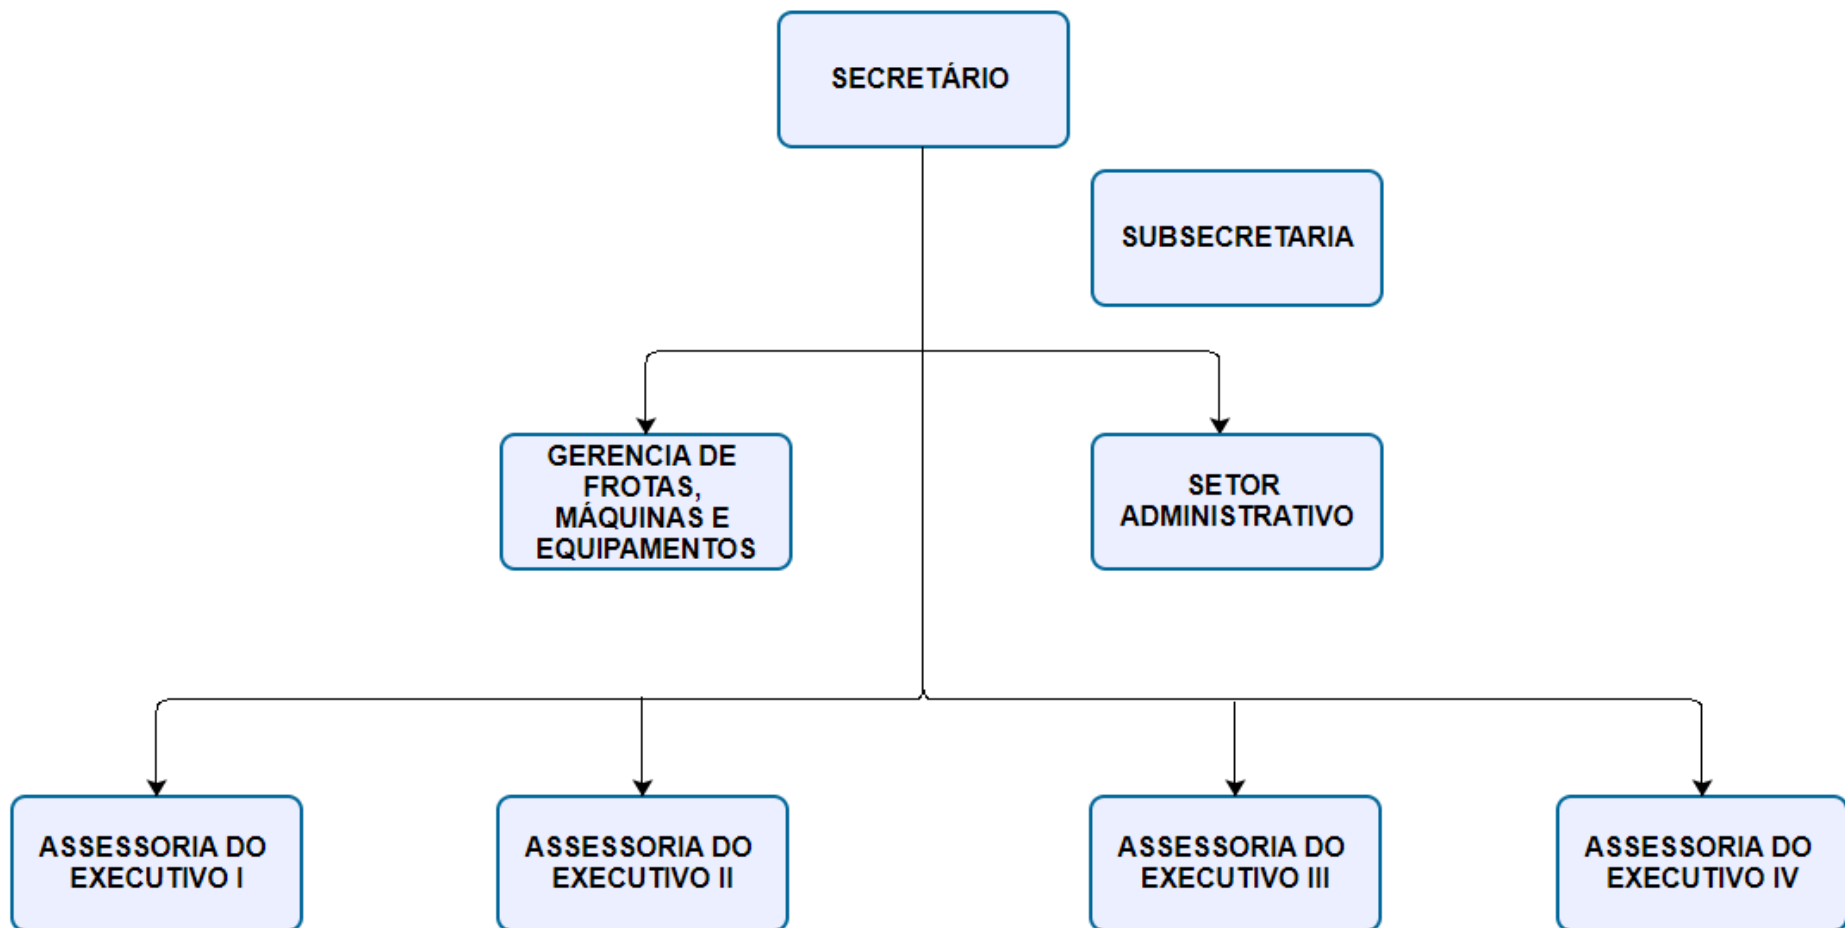 SECRETÁRIO
SUBSECRETARIA
GERENCIA DE
FROTAS,
MÁQUINAS E
EQUIPAMENTOS
SETOR
ADMINISTRATIVO
ASSESSORIA DO
EXECUTIVO I
ASSESSORIA DO
EXECUTIVO II
ASSESSORIA DO
EXECUTIVO III
ASSESSORIA DO
EXECUTIVO IV